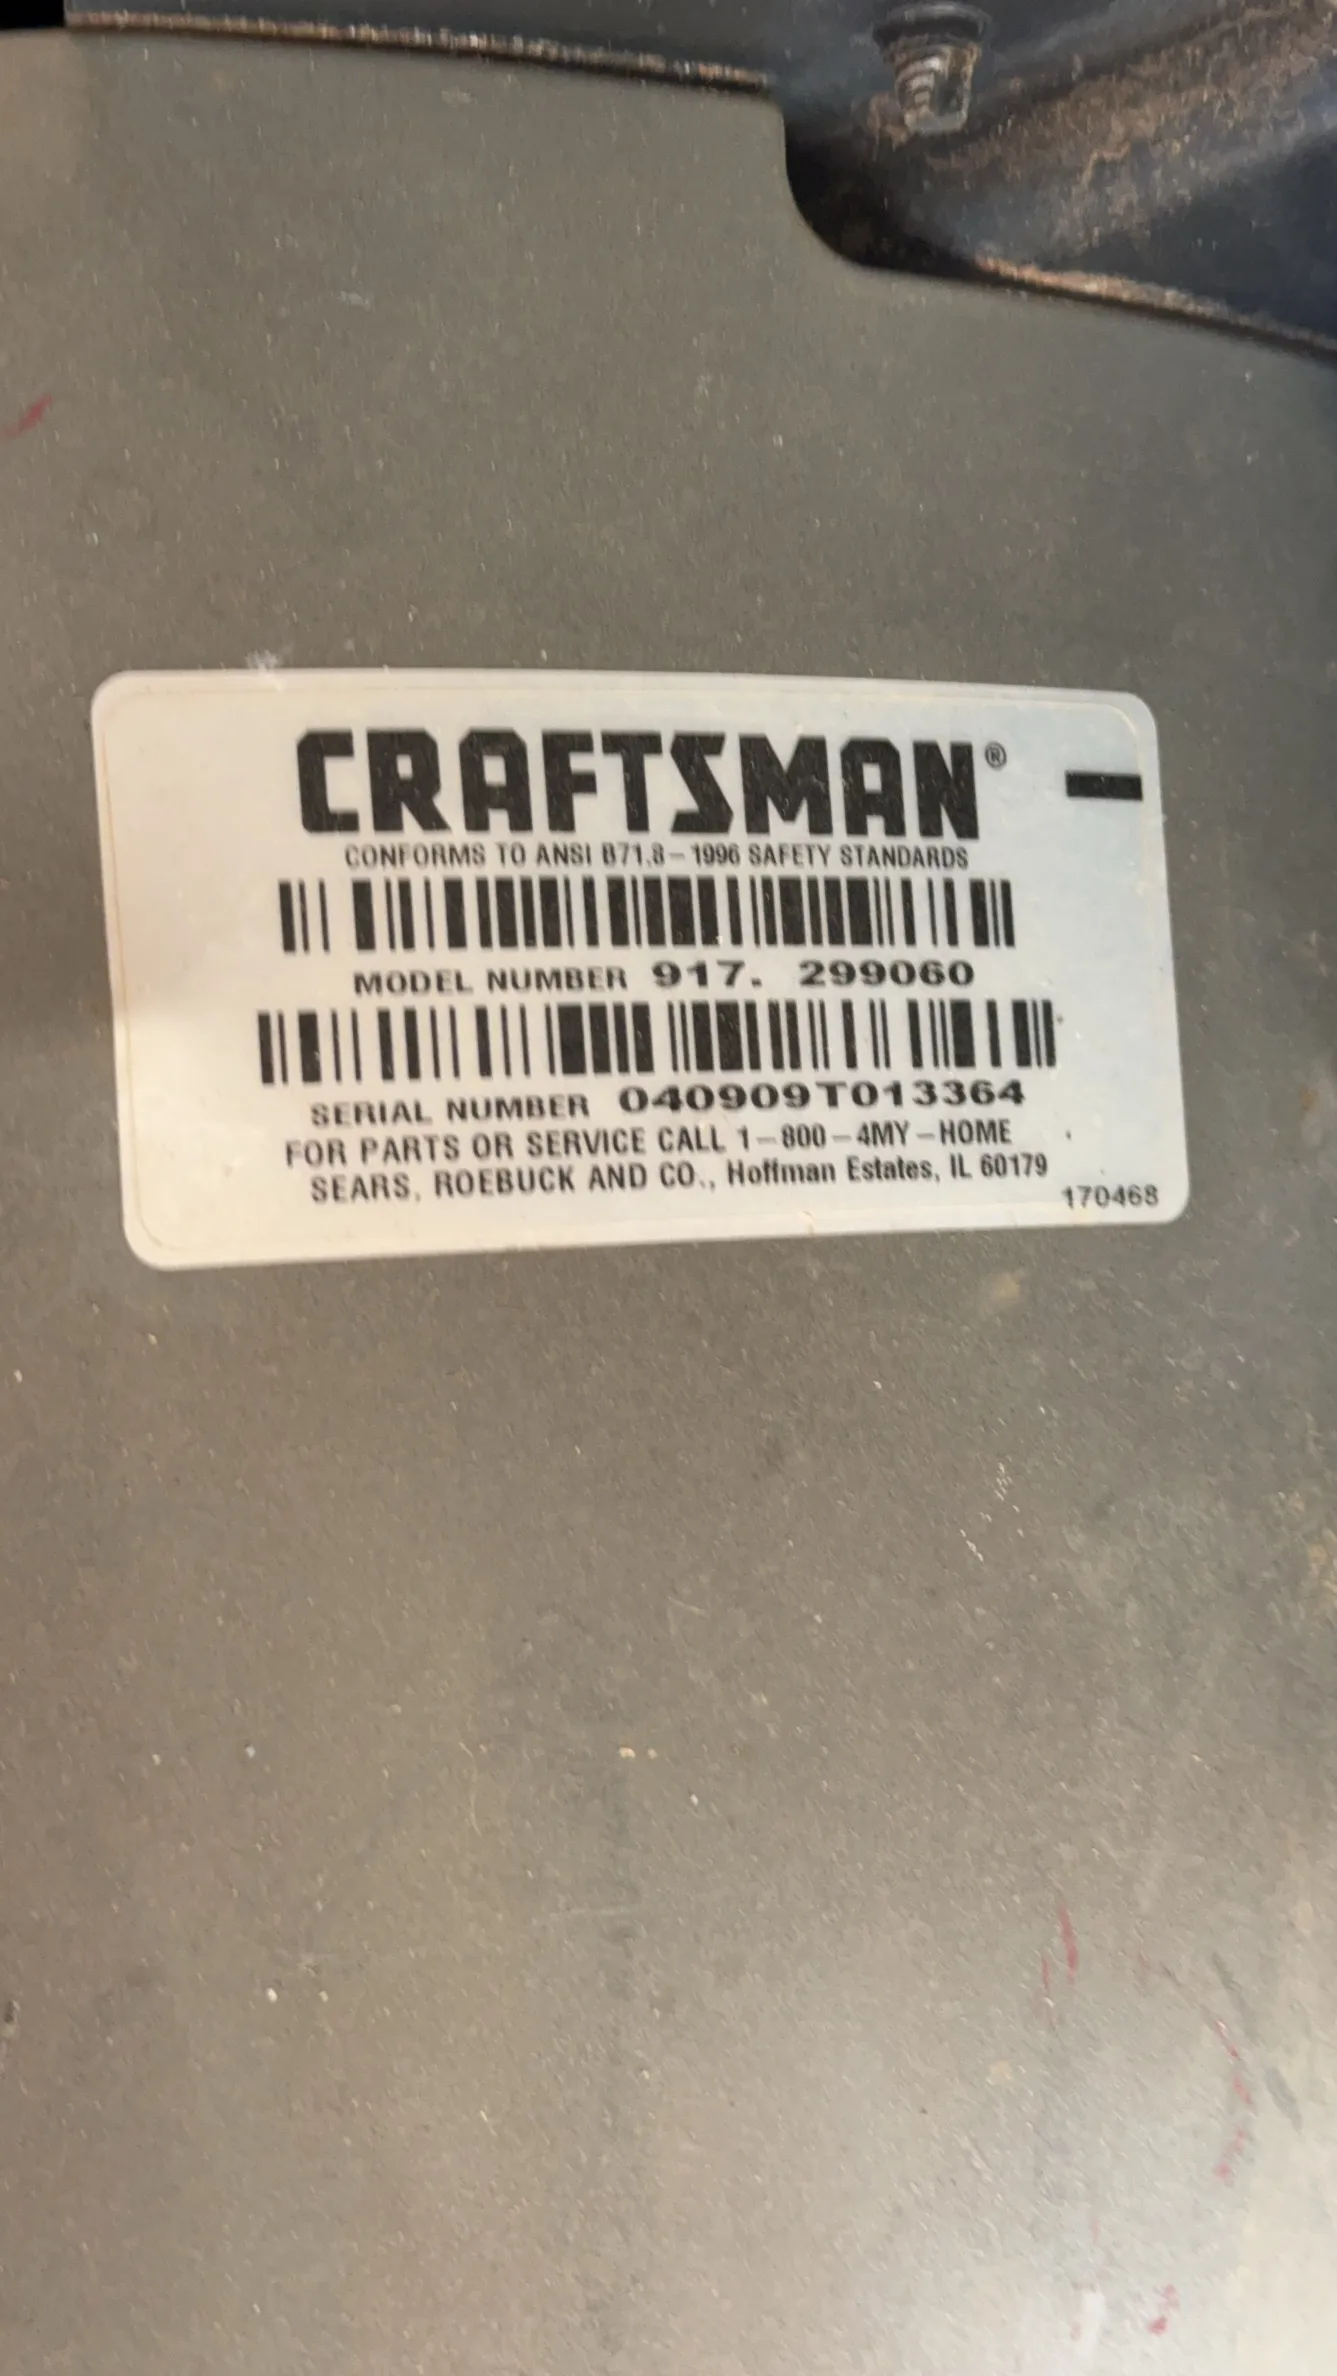 CRAFTSMAN®
CONFORMS TO ANSI B71.8-1996 SAFETY STANDARDS
MODEL NUMBER 917. 299060
SERIAL NUMBER 040909T013364
FOR PARTS OR SERVICE CALL 1-800-4MY-HOME
SEARS, ROEBUCK AND CO., Hoffman Estates, IL 60179
170468